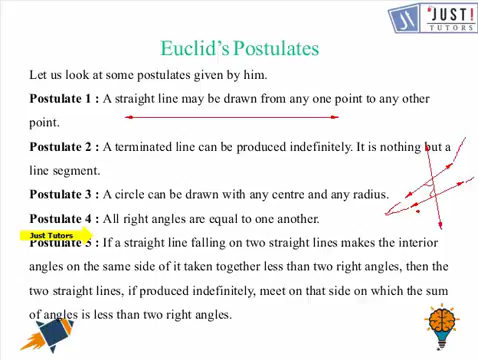 JUST!
TUTORS
Euclid's Postulates
Let us look at some postulates given by him.
Postulate 1 : A straight line may be drawn from any one point to any other
point.
Postulate 2 : A terminated line can be produced indefinitely. It is nothing but a
line segment.
Postulate 3 : A circle can be drawn with any centre and any radius.
Postulate 4 : All right angles are equal to one another.
Just Tutors
Postulate 5 : If a straight line falling on two straight lines makes the interior
angles on the same side of it taken together less than two right angles, then the
two straight lines, if produced indefinitely, meet on that side on which the sum
of angles is less than two right angles.